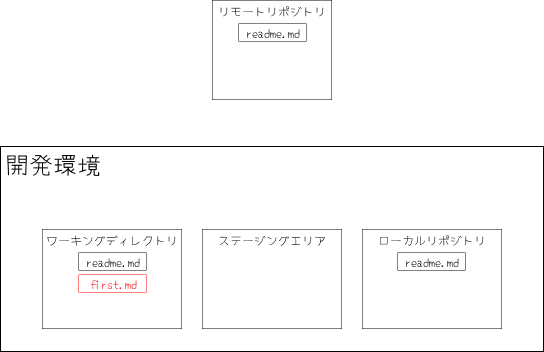 リモートリポジトリ
readme.md
開発環境
ワーキングディレクトリ
readme.md
first.md
ステージングエリア
ローカルリポジトリ
readme.md